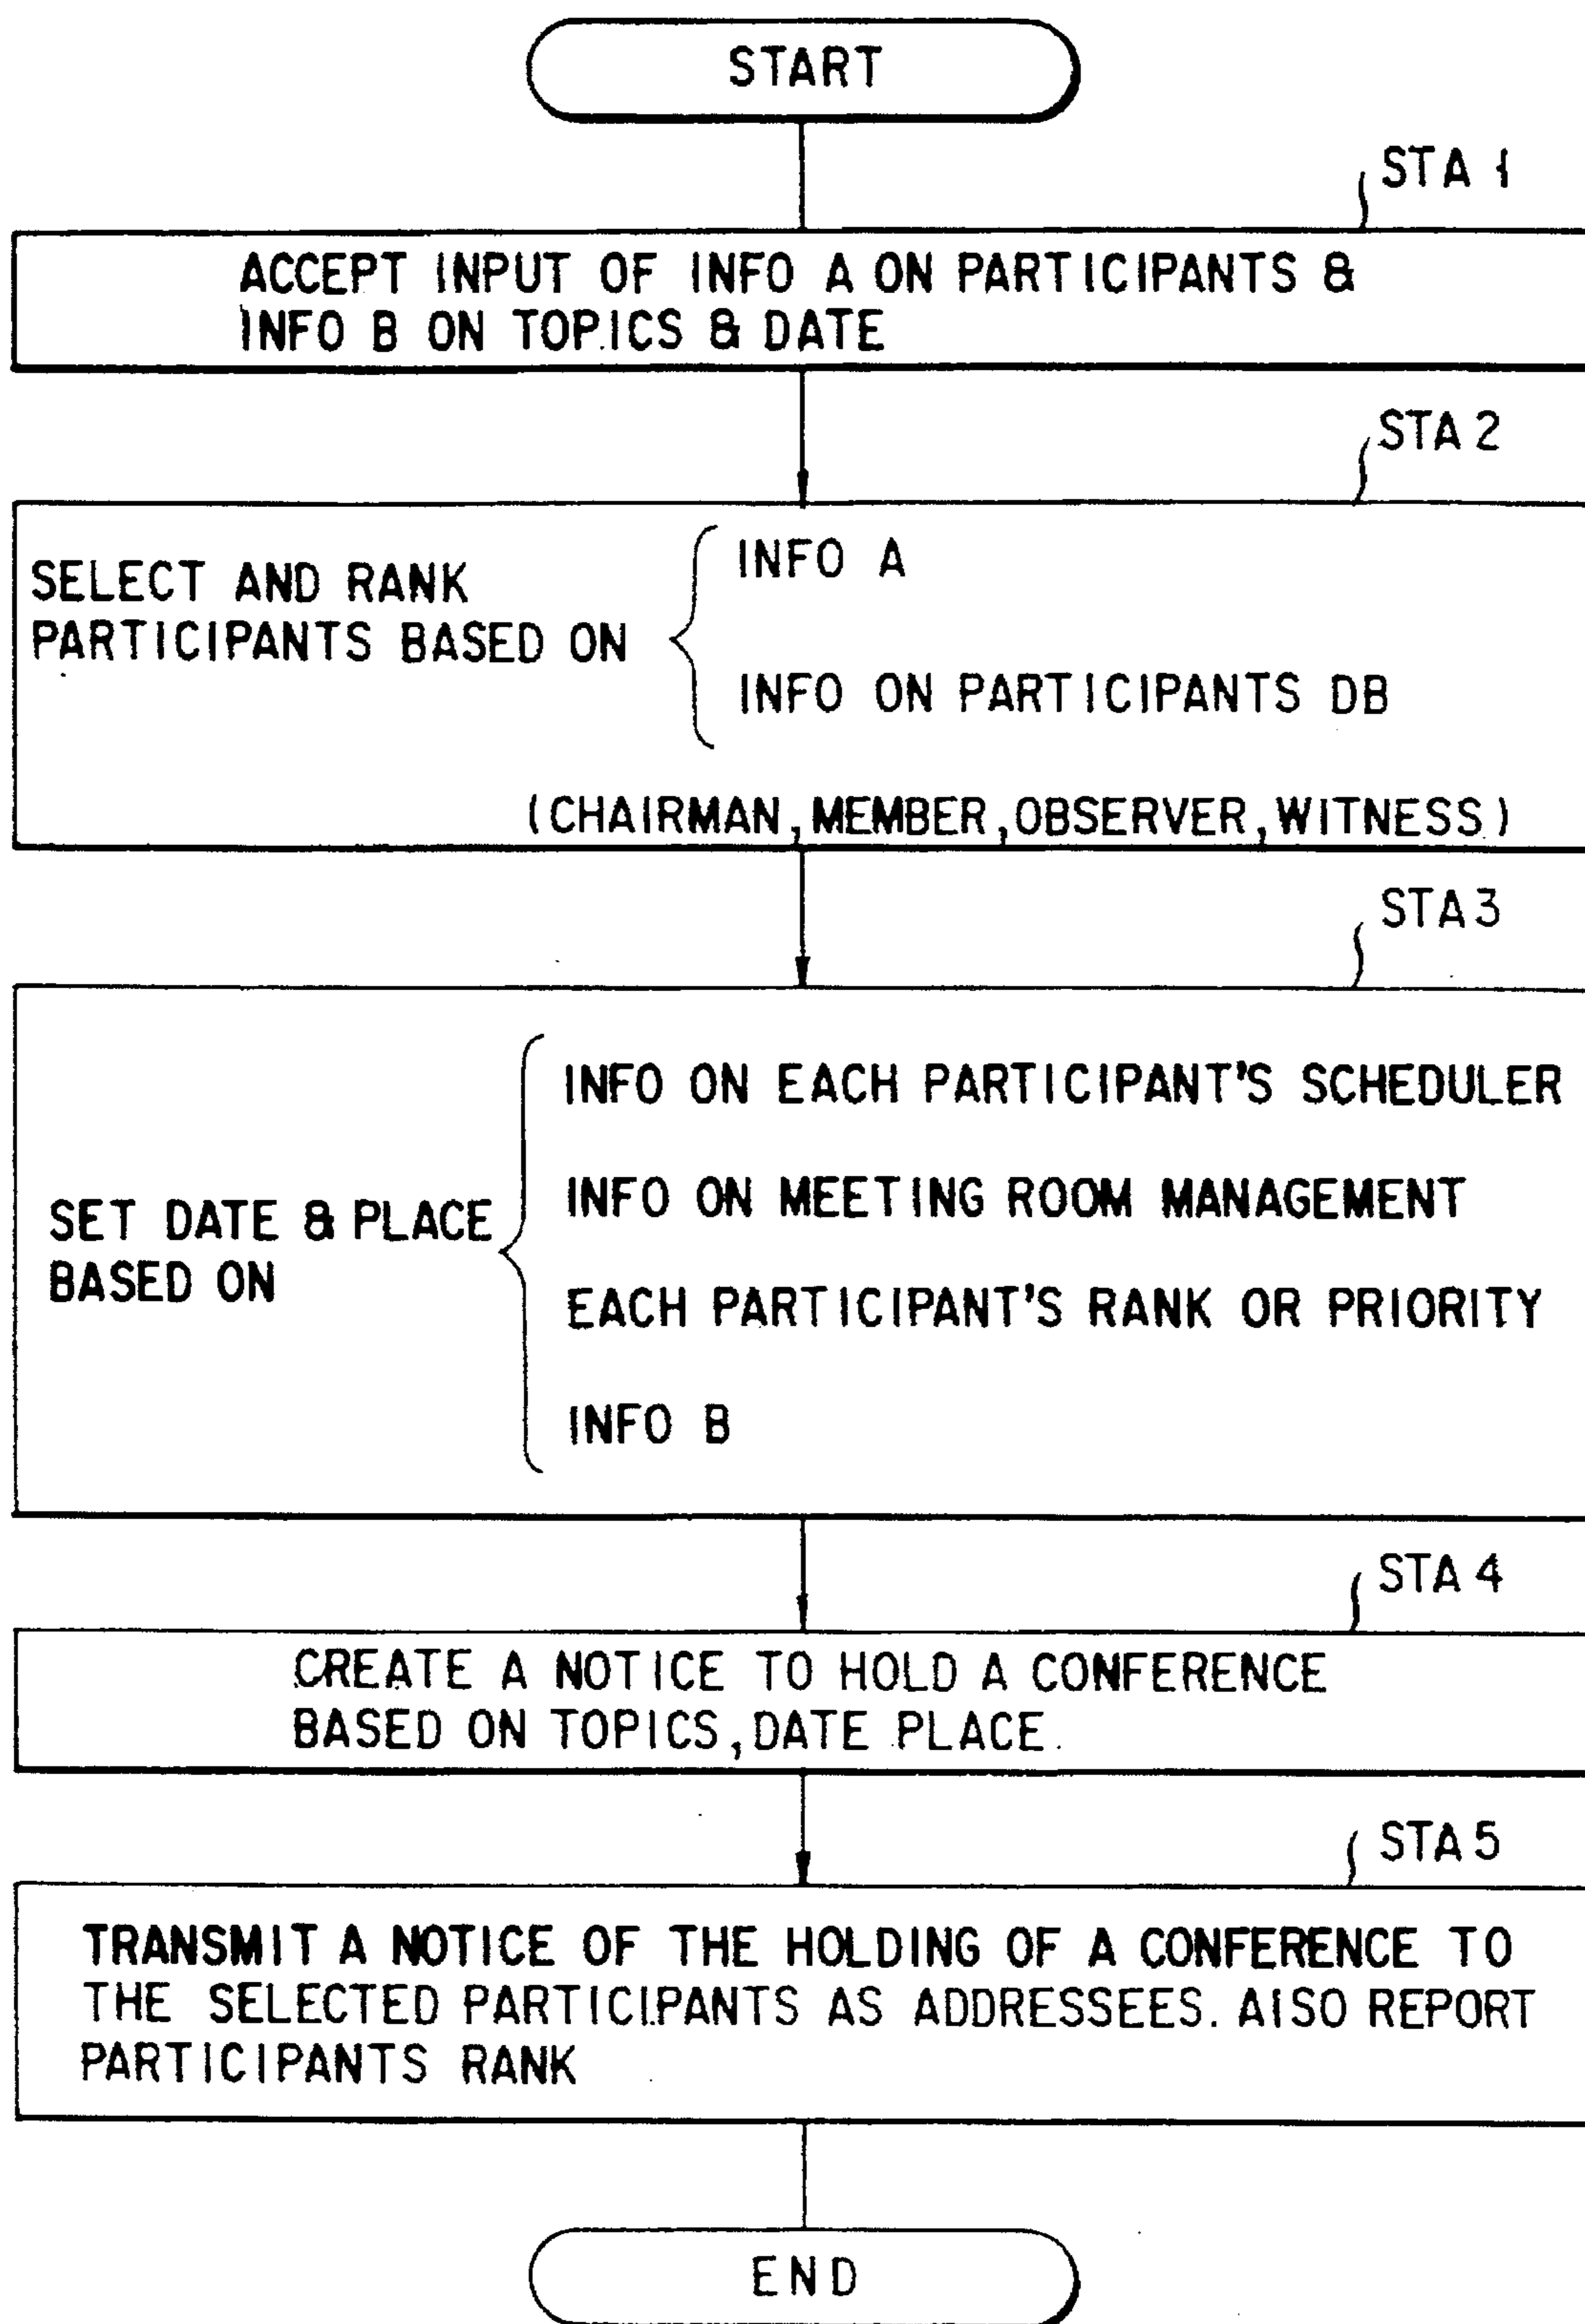 START
STA 1
ACCEPT INPUT OF INFO A ON PARTICIPANTS &
INFO B ON TOPICS & DATE
STA 2
SELECT AND RANK
PARTICIPANTS BASED ON
INFO A
INFO ON PARTICIPANTS DB
(CHAIRMAN, MEMBER, OBSERVER, WITNESS)
STA 3
SET DATE & PLACE
BASED ON
INFO ON EACH PARTICIPANT'S SCHEDULER
INFO ON MEETING ROOM MANAGEMENT
EACH PARTICIPANT'S RANK OR PRIORITY
INFO B
STA 4
CREATE A NOTICE TO HOLD A CONFERENCE
BASED ON TOPICS, DATE PLACE.
STA 5
TRANSMIT A NOTICE OF THE HOLDING OF A CONFERENCE TO
THE SELECTED PARTICIPANTS AS ADDRESSEES. AISO REPORT
PARTICIPANTS RANK
END